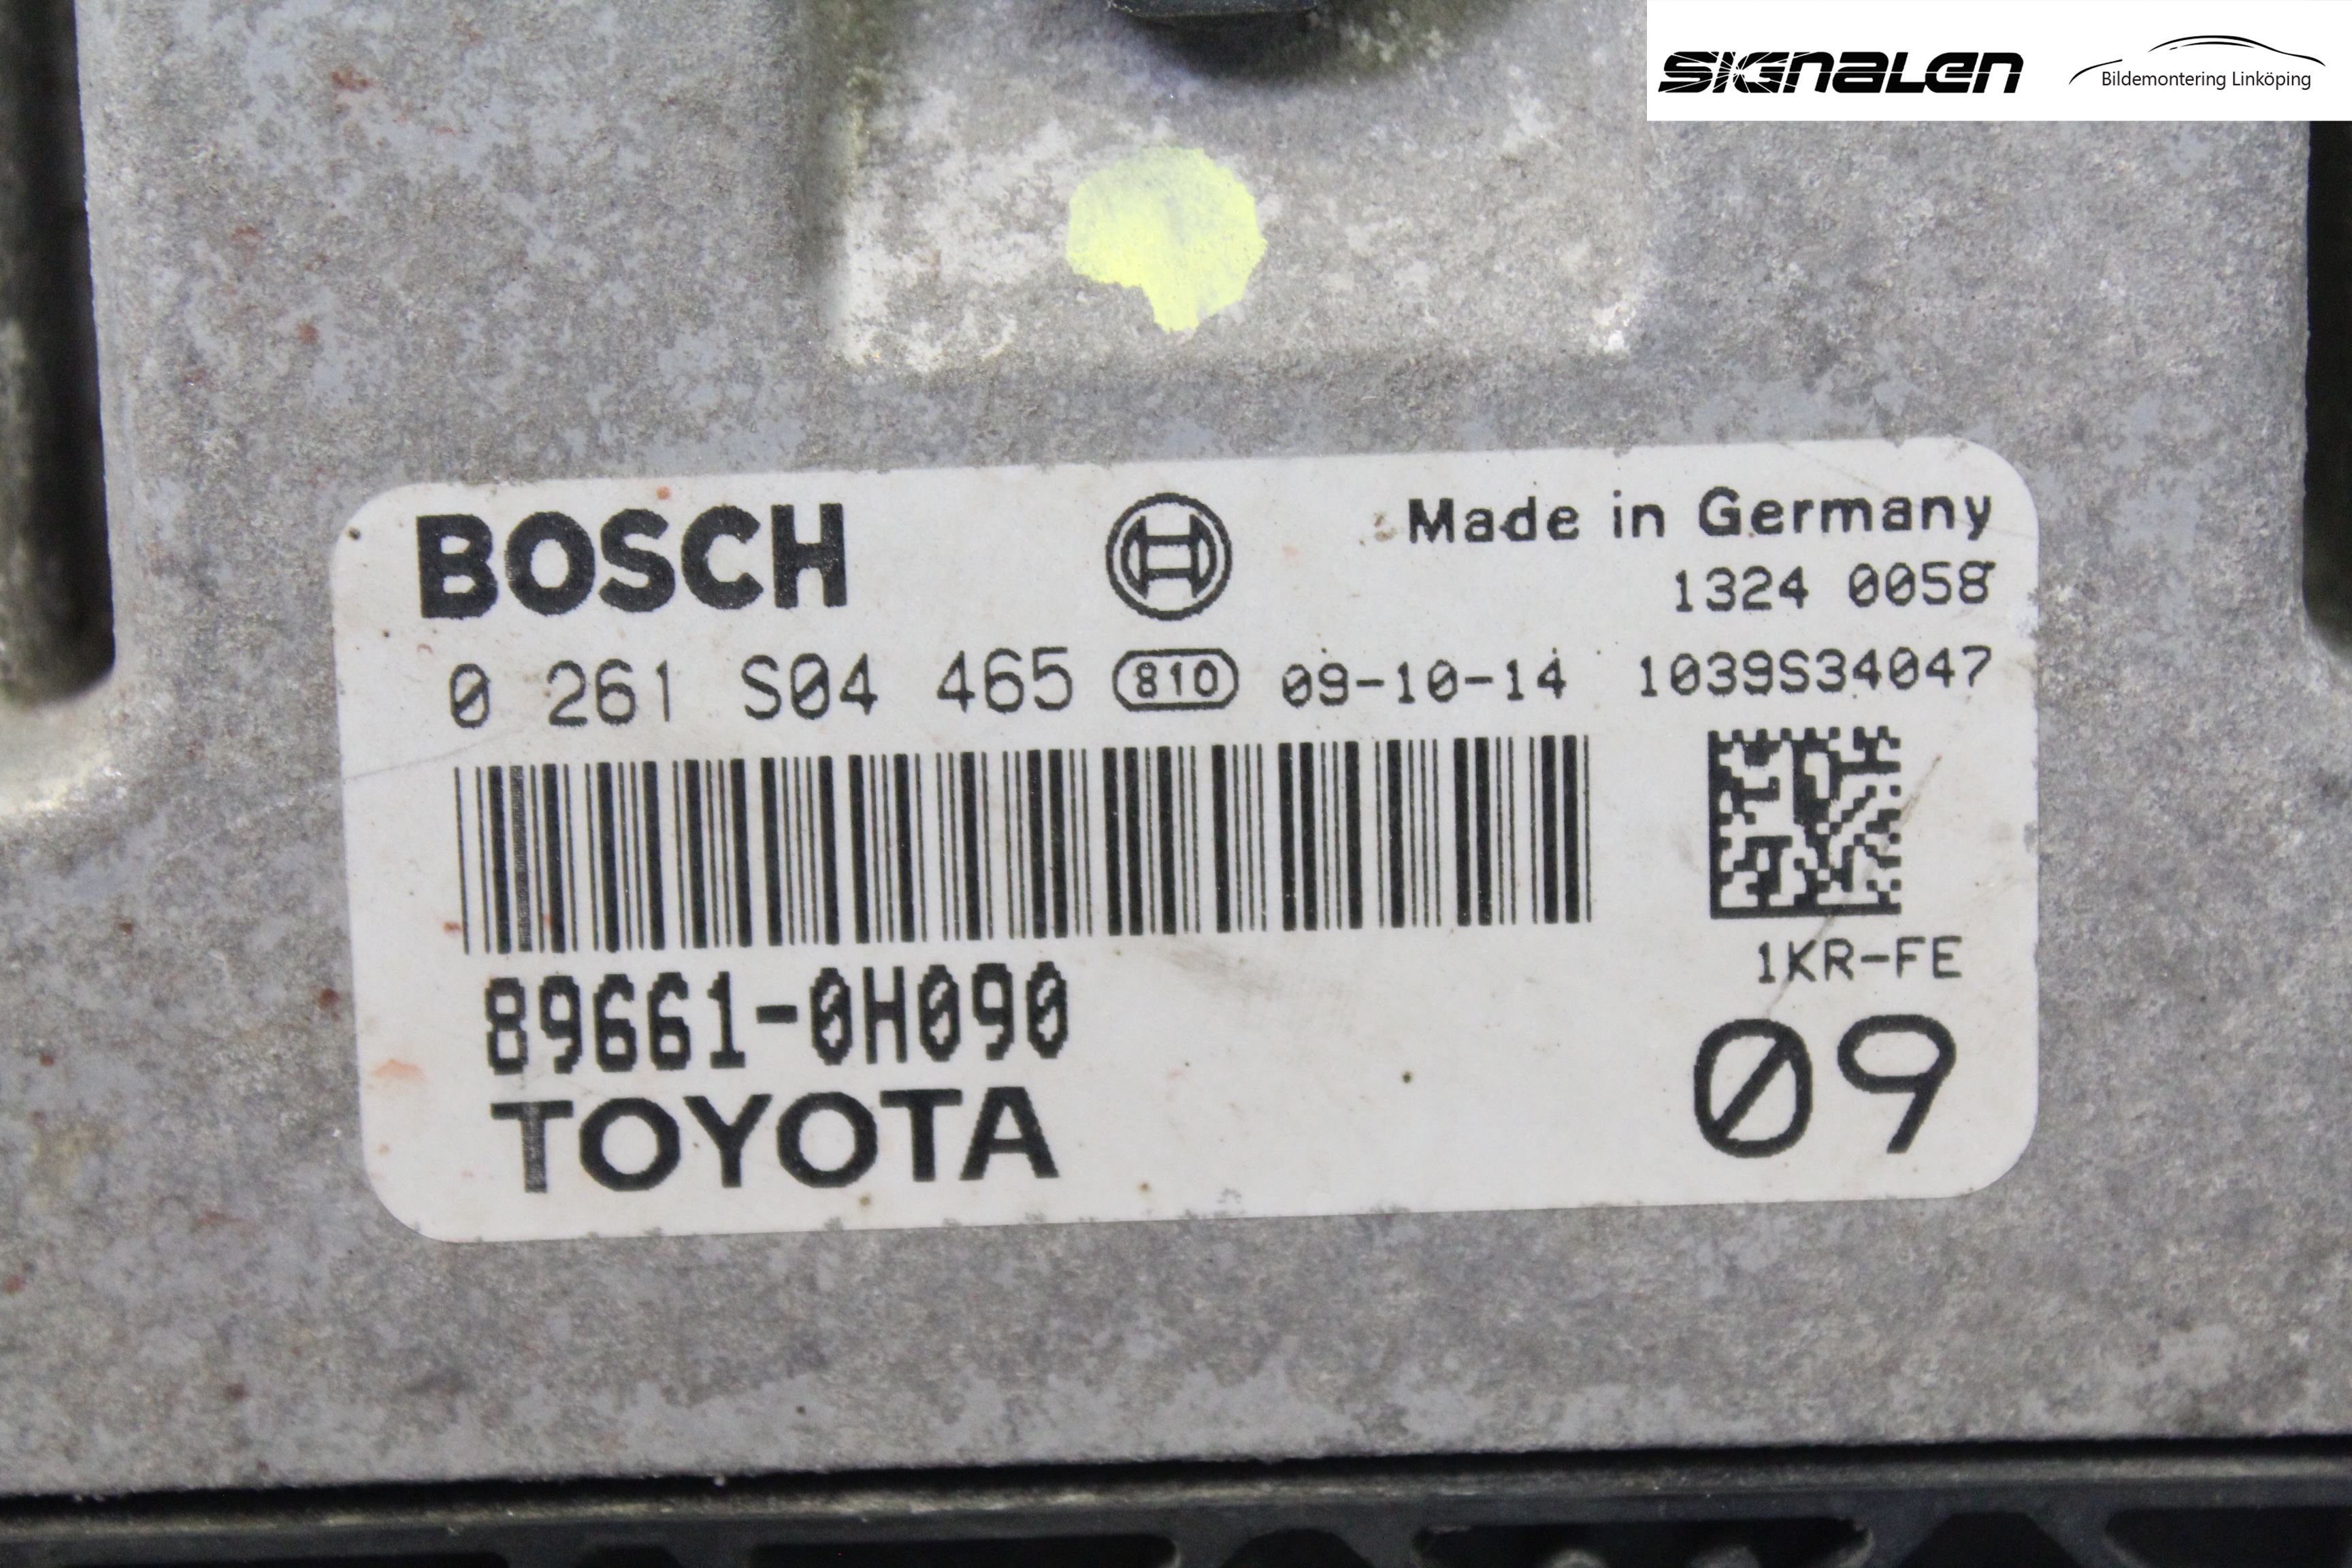 SIGNALEN
Bildemontering Linköping
BOSCH
Made in Germany
1324 0058
0 261 S04 465 810 09-10-14 1039S34047
89661-0H090
1KR-FE
TOYOTA
09